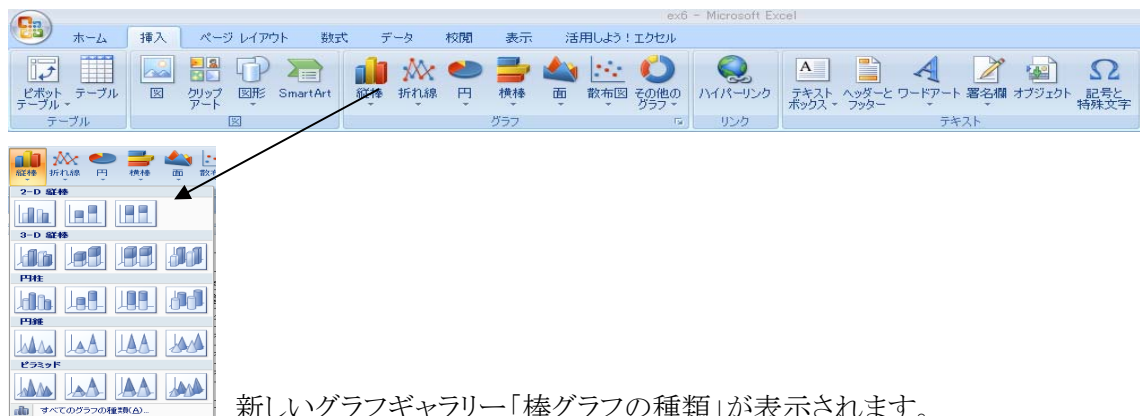 ex6 - Microsoft Excel
ホーム 挿入 ページ レイアウト 数式 データ 校閲 表示 活用しよう!エクセル
ピボット
テーブル テーブル 図 クリップ
アート 図形 SmartArt 縦棒 折れ線 円 横棒 面 散布図 その他の
グラフ ハイパーリンク テキスト
ボックス ヘッダーと
フッター ワードアート 署名欄 オブジェクト 記号と
特殊文字
テーブル 図 グラフ リンク テキスト
縦棒 折れ線 円 横棒 面 散布
2-D 縦棒
3-D 縦棒
円柱
円錐
ピラミッド
すべてのグラフの種類(A)...
新しいグラフギャラリー「棒グラフの種類」が表示されます。